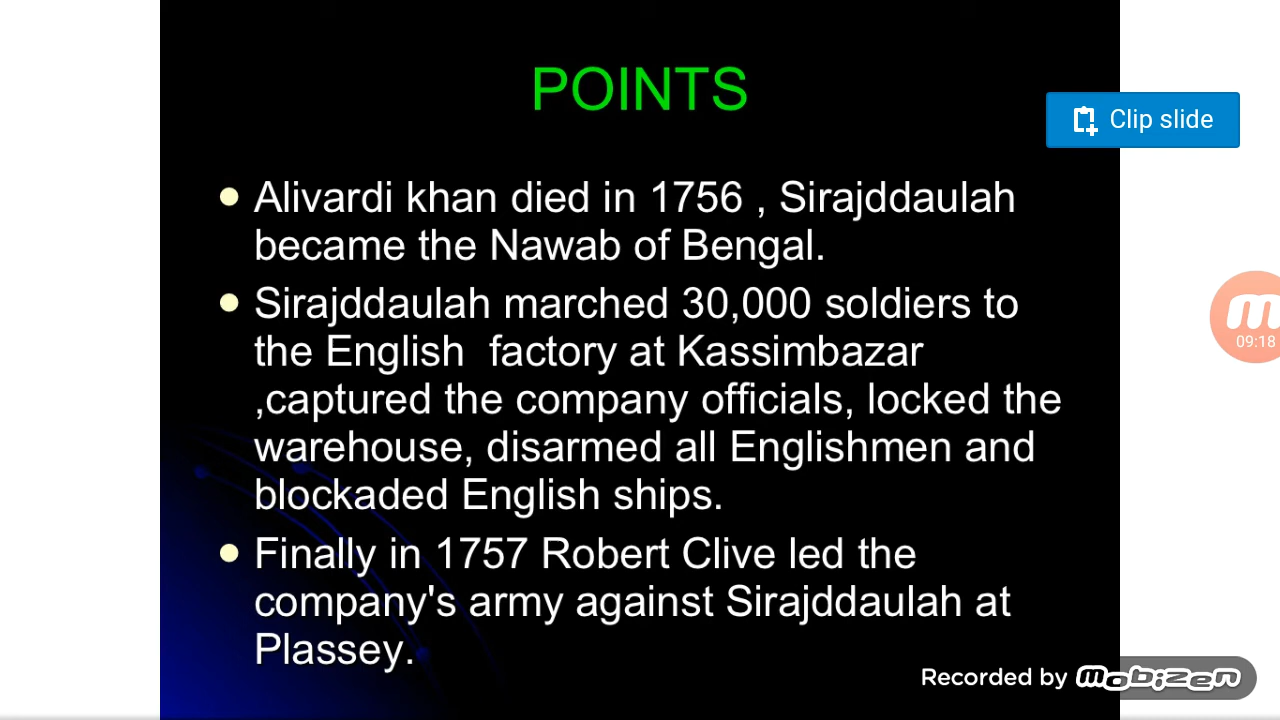 POINTS
Clip slide
Alivardi khan died in 1756 , Sirajddaulah
became the Nawab of Bengal.
Sirajddaulah marched 30,000 soldiers to
the English  factory at Kassimbazar
,captured the company officials, locked the
warehouse, disarmed all Englishmen and
blockaded English ships.
Finally in 1757 Robert Clive led the
company's army against Sirajddaulah at
Plassey.
09:18
Recorded by mobizen